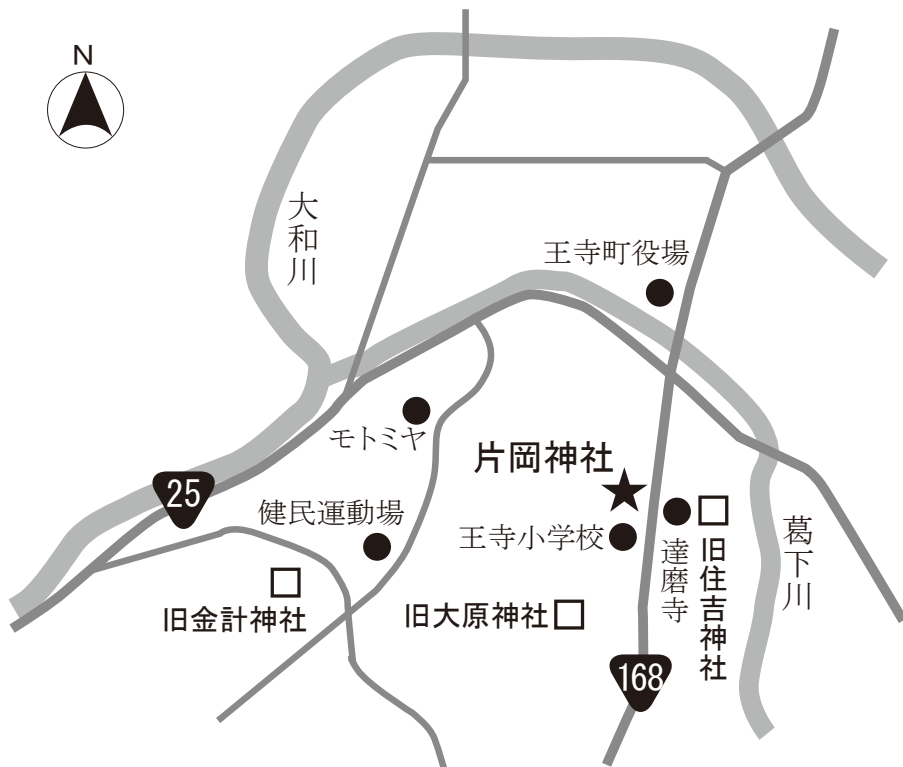 N
大和川
王寺町役場
モトミヤ
片岡神社
25
健民運動場
王寺小学校
達磨寺
旧住吉神社
葛下川
旧金計神社
旧大原神社
168